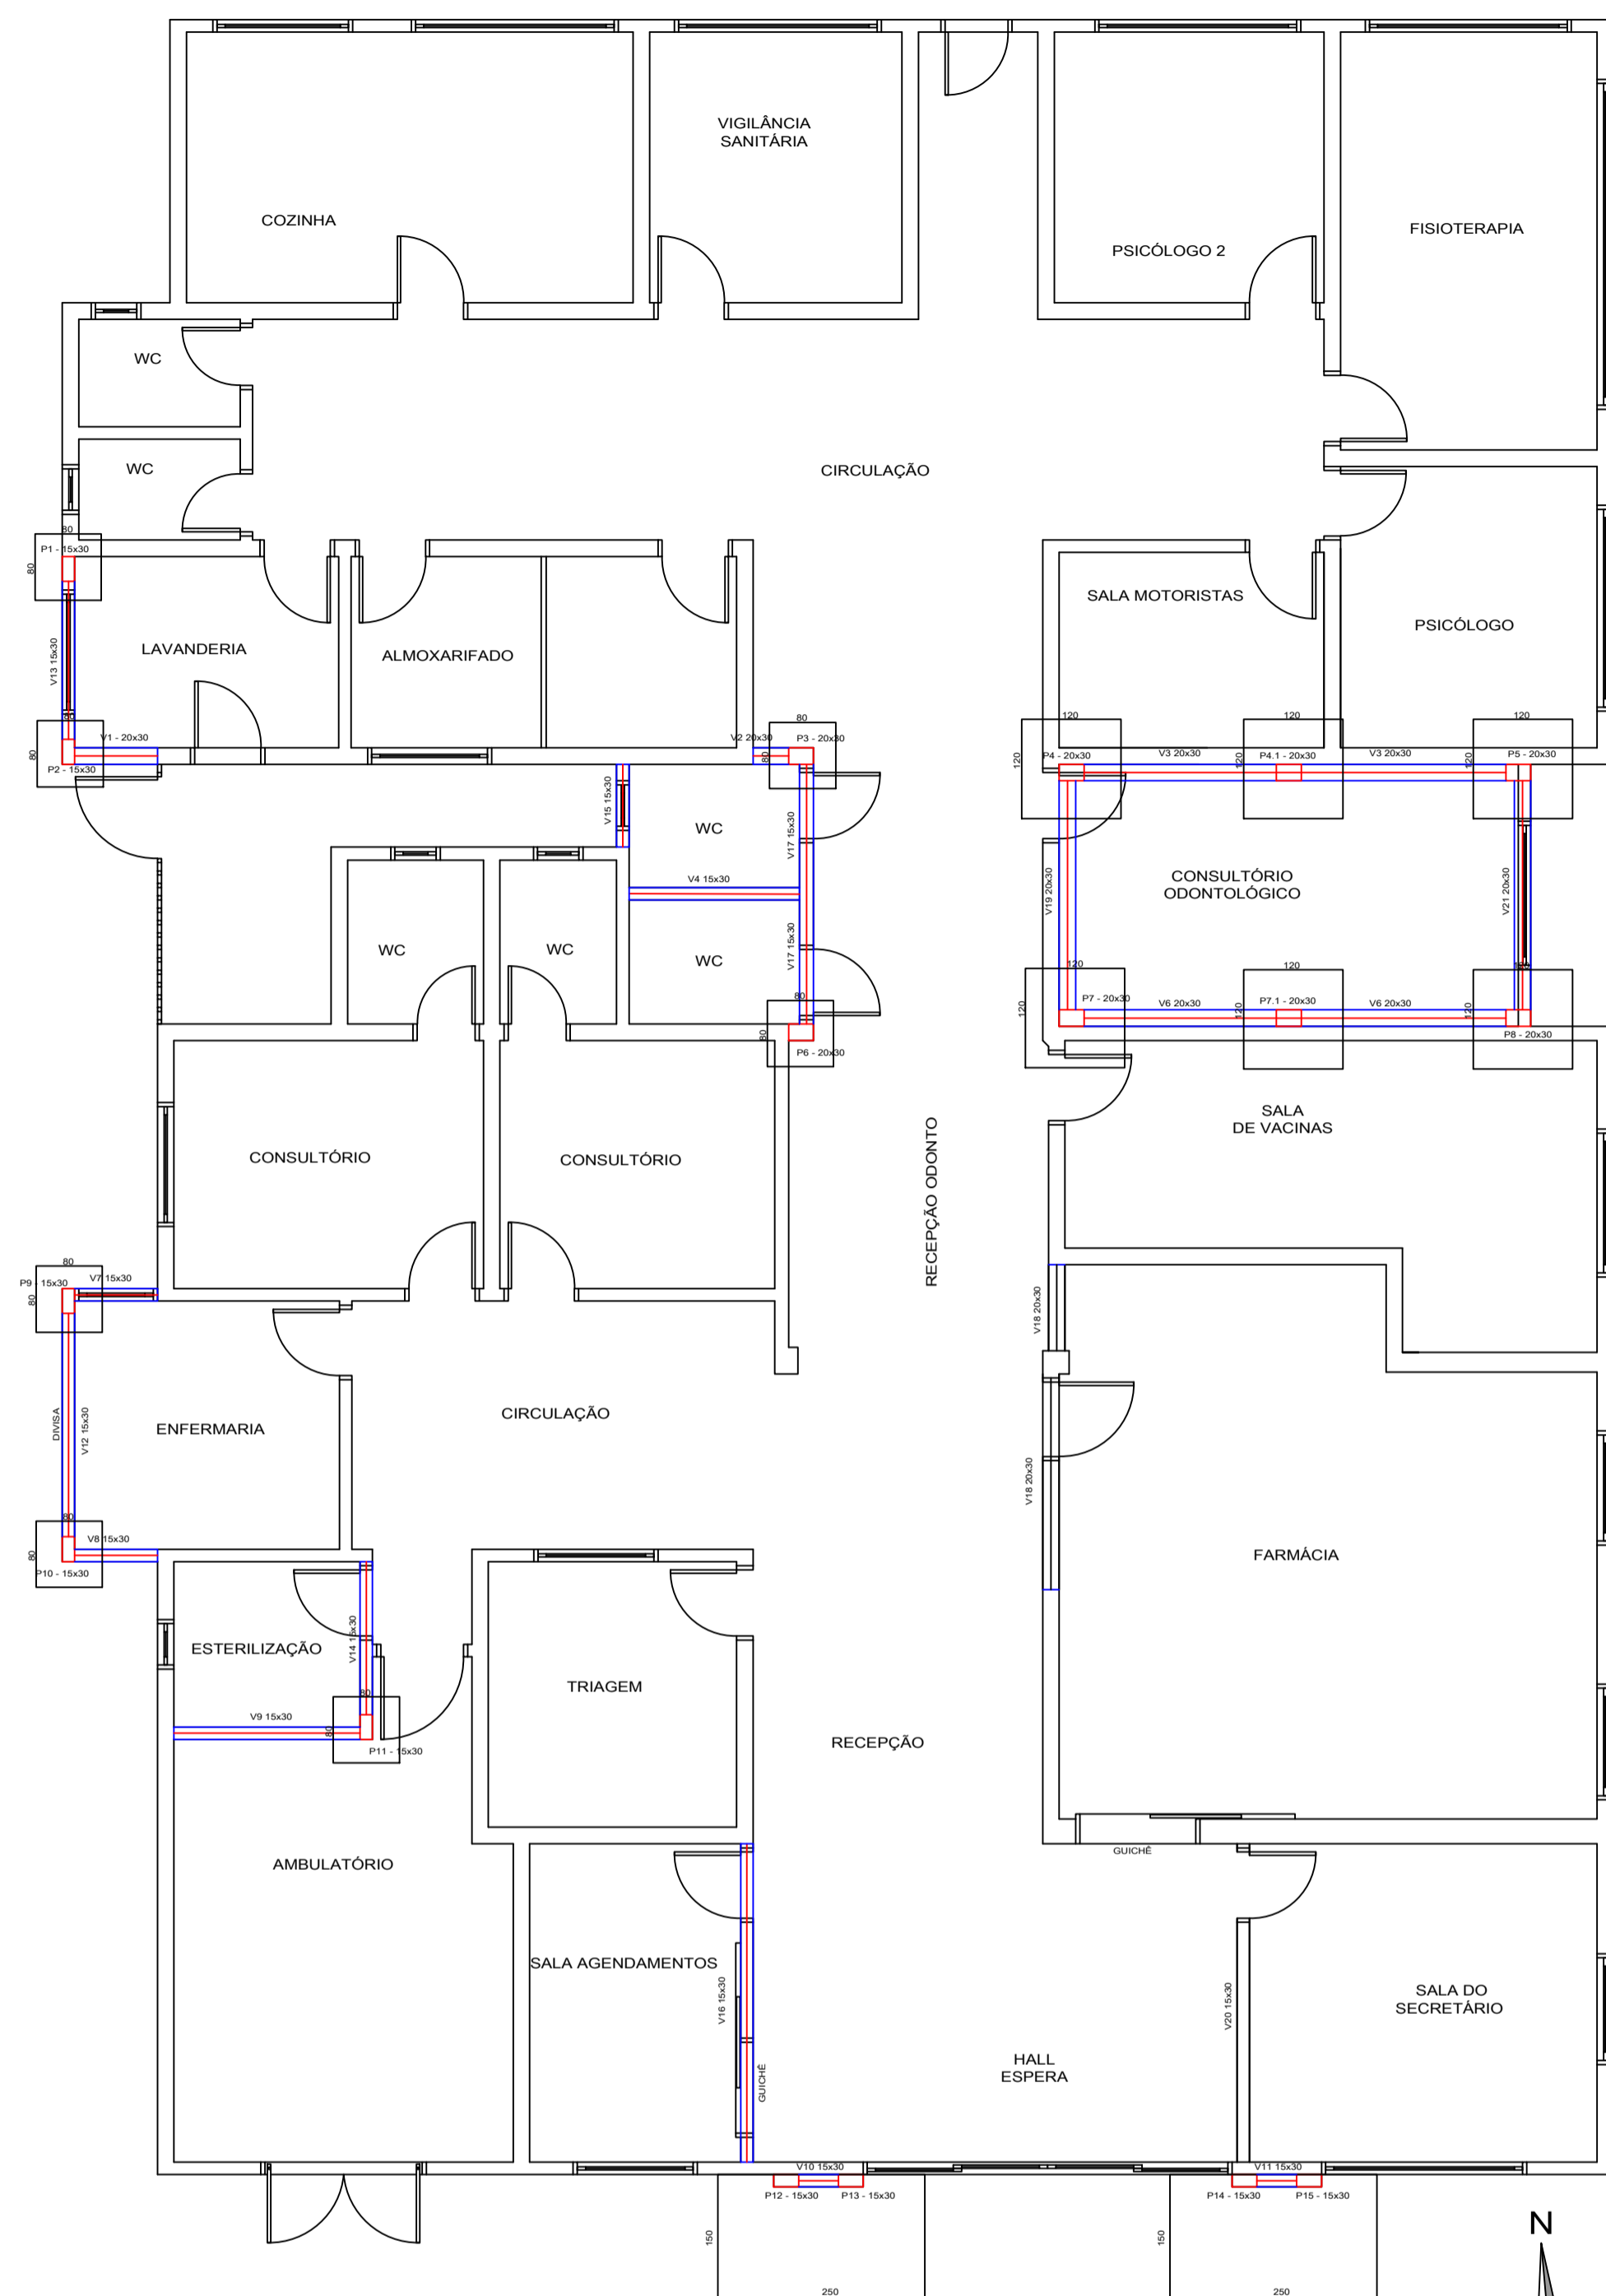 VIGILÂNCIA
SANITÁRIA
COZINHA
PSICÓLOGO 2
FISIOTERAPIA
WC
WC
CIRCULAÇÃO
80
P1 - 15x30
80
V13 15x30
LAVANDERIA
ALMOXARIFADO
SALA MOTORISTAS
PSICÓLOGO
80
80
P2 - 15x30
V1 - 20x30
V2 20x30
80
P3 - 20x30
80
120
120
P4 - 20x30
V3 20x30
120
120
P4.1 - 20x30
V3 20x30
120
120
P5 - 20x30
V15 15x30
WC
V17 15x30
V4 15x30
V19 20x30
CONSULTÓRIO
ODONTOLÓGICO
V21 20x30
WC
WC
WC
V17 15x30
80
80
P6 - 20x30
120
120
P7 - 20x30
V6 20x30
120
120
P7.1 - 20x30
V6 20x30
120
120
P8 - 20x30
CONSULTÓRIO
CONSULTÓRIO
RECEPÇÃO ODONTO
SALA
DE VACINAS
80
P9 - 15x30
80
V7 15x30
V18 20x30
DIVISA
V12 15x30
ENFERMARIA
CIRCULAÇÃO
V18 20x30
FARMÁCIA
80
80
V8 15x30
P10 - 15x30
ESTERILIZAÇÃO
V14 15x30
TRIAGEM
V9 15x30
80
80
P11 - 15x30
RECEPÇÃO
AMBULATÓRIO
GUICHÊ
SALA AGENDAMENTOS
V16 15x30
GUICHÊ
HALL
ESPERA
V20 15x30
SALA DO
SECRETÁRIO
V10 15x30
P12 - 15x30
P13 - 15x30
V11 15x30
P14 - 15x30
P15 - 15x30
150
150
250
250
N